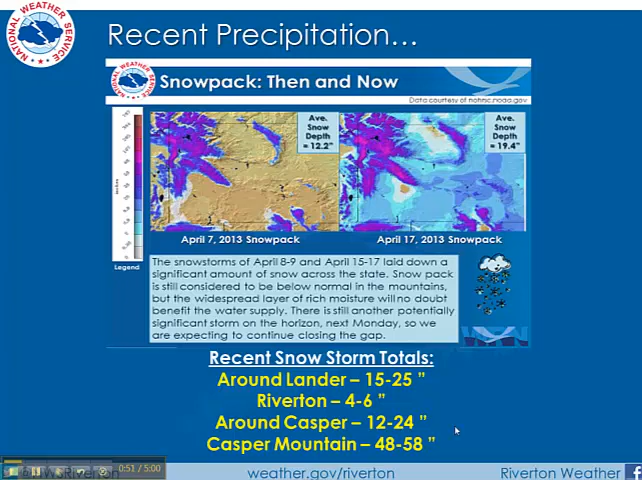 NATIONAL WEATHER SERVICE
Recent Precipitation...
Snowpack: Then and Now
Data courtesy of nohrsc.noaa.gov
Ave.
Snow
Depth
= 12.2"
Ave.
Snow
Depth
= 19.4"
April 7, 2013 Snowpack
April 17, 2013 Snowpack
Legend
The snowstorms of April 8-9 and April 15-17 laid down a
significant amount of snow across the state. Snow pack
is still considered to be below normal in the mountains,
but the widespread layer of rich moisture will no doubt
benefit the water supply. There is still another potentially
significant storm on the horizon, next Monday, so we
are expecting to continue closing the gap.
Recent Snow Storm Totals:
Around Lander – 15-25 ”
Riverton – 4-6 ”
Around Casper – 12-24 ”
Casper Mountain – 48-58 ”
0:51 / 5:00
weather.gov/riverton
Riverton Weather